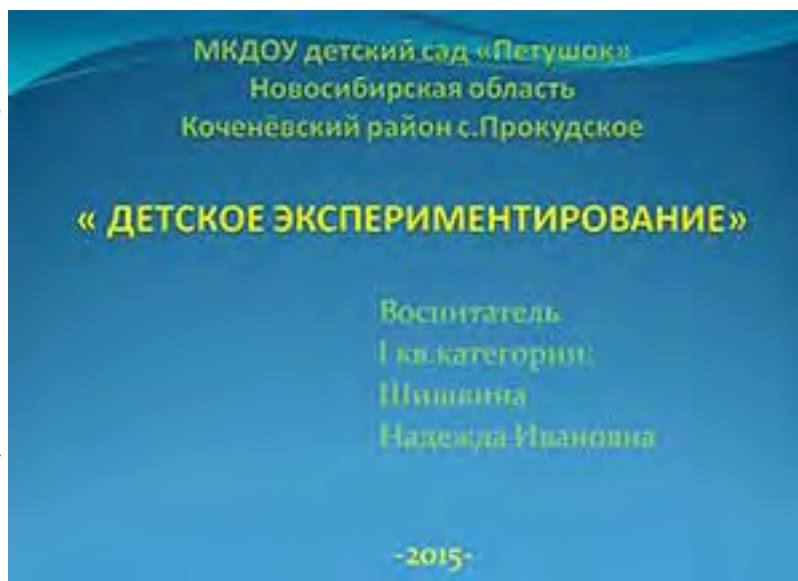 МКДОУ детский сад «Петушок»
Новосибирская область
Коченёвский район с.Прокудское
« ДЕТСКОЕ ЭКСПЕРИМЕНТИРОВАНИЕ»
Воспитатель
I кв.категории:
Шишкина
Надежда Ивановна
-2015-